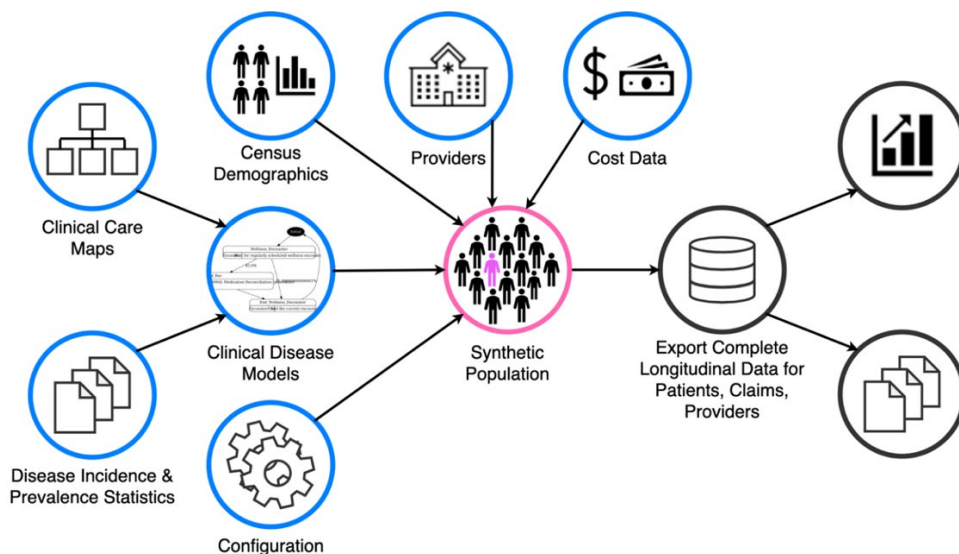 Census
Demographics
Providers
Cost Data
Clinical Care
Maps
Clinical Disease
Models
Synthetic
Population
Export Complete
Longitudinal Data for
Patients, Claims,
Providers
Disease Incidence &
Prevalence Statistics
Configuration